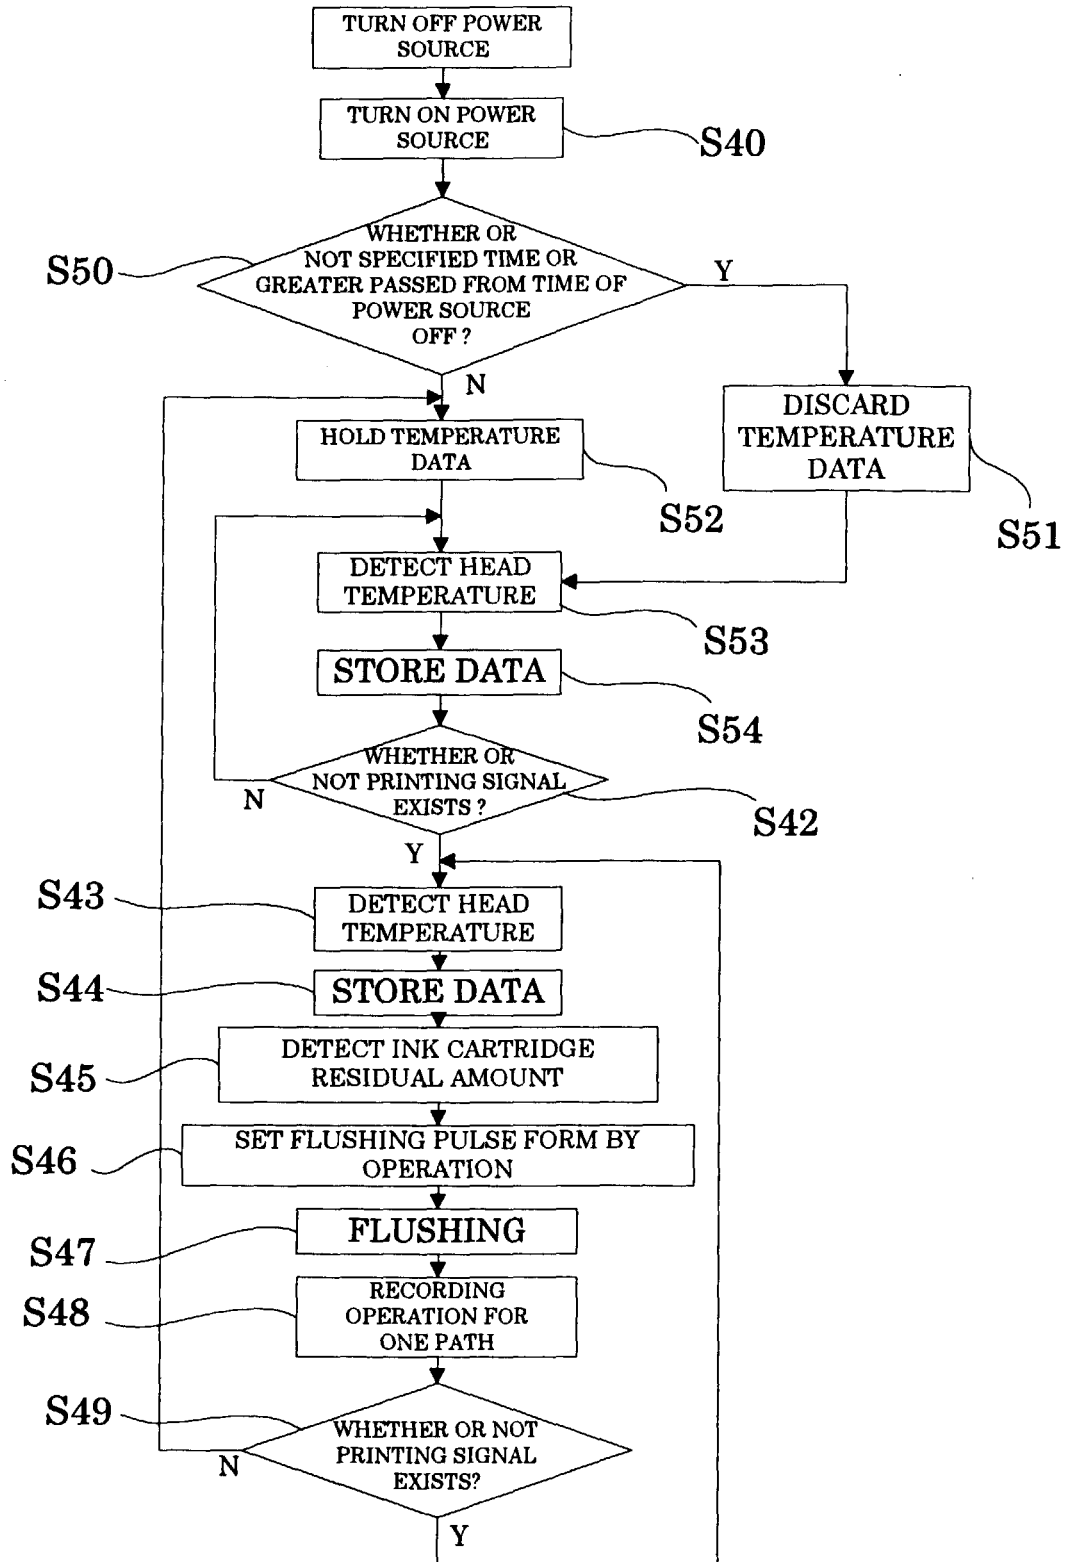 TURN OFF POWER
SOURCE
TURN ON POWER
SOURCE
S40
WHETHER OR
NOT SPECIFIED TIME OR
GREATER PASSED FROM TIME OF
POWER SOURCE
OFF ?
S50
Y
N
DISCARD
TEMPERATURE
DATA
S51
HOLD TEMPERATURE
DATA
S52
DETECT HEAD
TEMPERATURE
S53
STORE DATA
S54
WHETHER OR
NOT PRINTING SIGNAL
EXISTS ?
N
S42
Y
S43
DETECT HEAD
TEMPERATURE
S44
STORE DATA
S45
DETECT INK CARTRIDGE
RESIDUAL AMOUNT
S46
SET FLUSHING PULSE FORM BY
OPERATION
S47
FLUSHING
S48
RECORDING
OPERATION FOR
ONE PATH
S49
WHETHER OR NOT
PRINTING SIGNAL
EXISTS?
N
Y